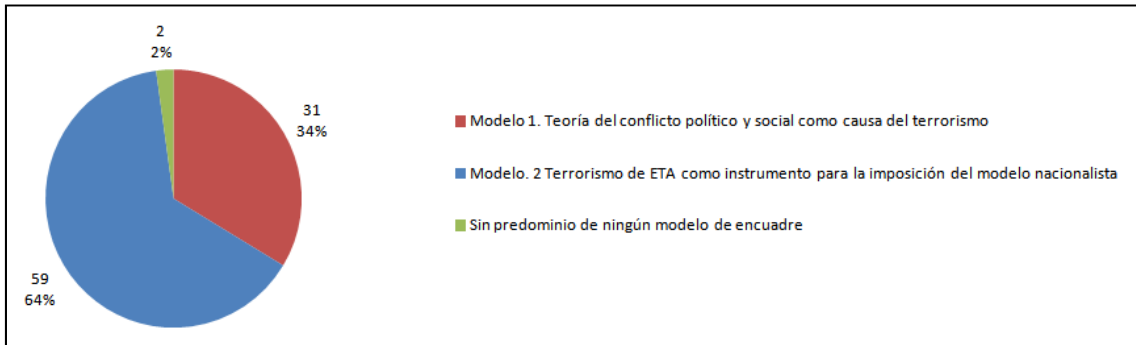 2
2%
31
34%
Modelo 1. Teoría del conflicto político y social como causa del terrorismo
Modelo. 2 Terrorismo de ETA como instrumento para la imposición del modelo nacionalista
Sin predominio de ningún modelo de encuadre
59
64%